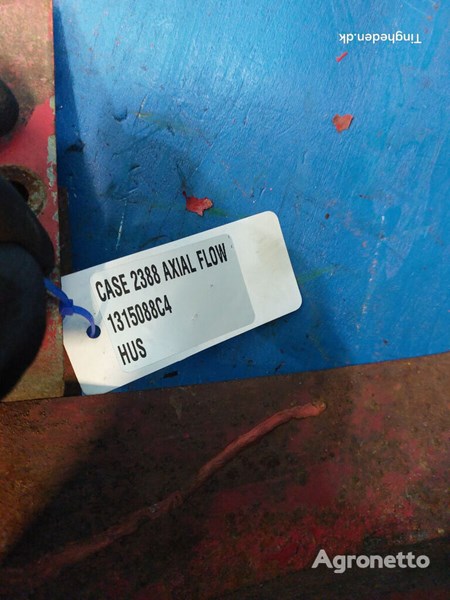 Tingheden.dk
CASE 2388 AXIAL FLOW
1315088C4
HUS
Agronetto